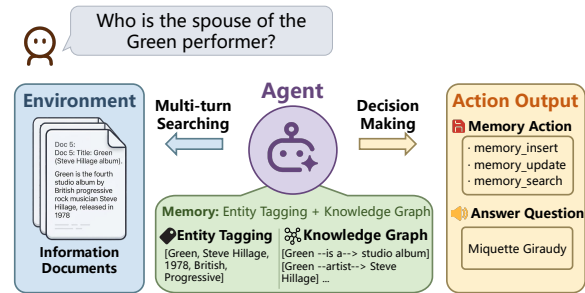 Who is the spouse of the
Green performer?
Environment
Doc 5:
Doc 5: Title: Green
(Steve Hillage album).
Green is the fourth
studio album by
British progressive
rock musician Steve
Hillage, released in
1978
Information
Documents
Multi-turn
Searching
Agent
Decision
Making
Memory: Entity Tagging + Knowledge Graph
Entity Tagging
[Green, Steve Hillage,
1978, British,
Progressive]
Knowledge Graph
[Green --is a--> studio album]
[Green --artist--> Steve
Hillage] ...
Action Output
Memory Action
· memory_insert
· memory_update
· memory_search
Answer Question
Miquette Giraudy